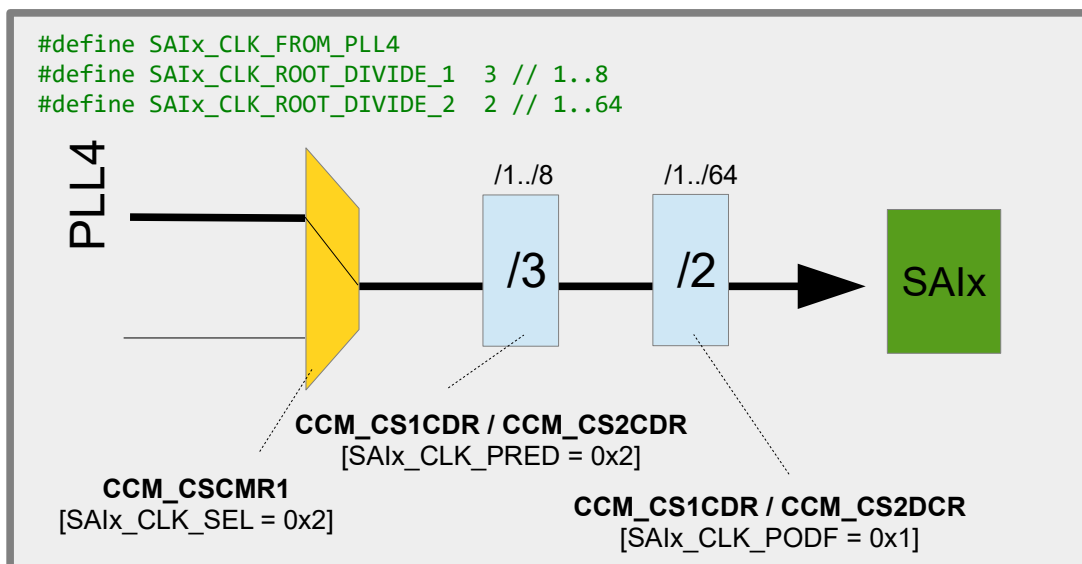 #define SAIx_CLK_FROM_PLL4
#define SAIx_CLK_ROOT_DIVIDE_1  3 // 1..8
#define SAIx_CLK_ROOT_DIVIDE_2  2 // 1..64
PLL4
/1../8
/1../64
/3
/2
SAIx
CCM_CS1CDR / CCM_CS2CDR
[SAIx_CLK_PRED = 0x2]
CCM_CSCMR1
[SAIx_CLK_SEL = 0x2]
CCM_CS1CDR / CCM_CS2DCR
[SAIx_CLK_PODF = 0x1]